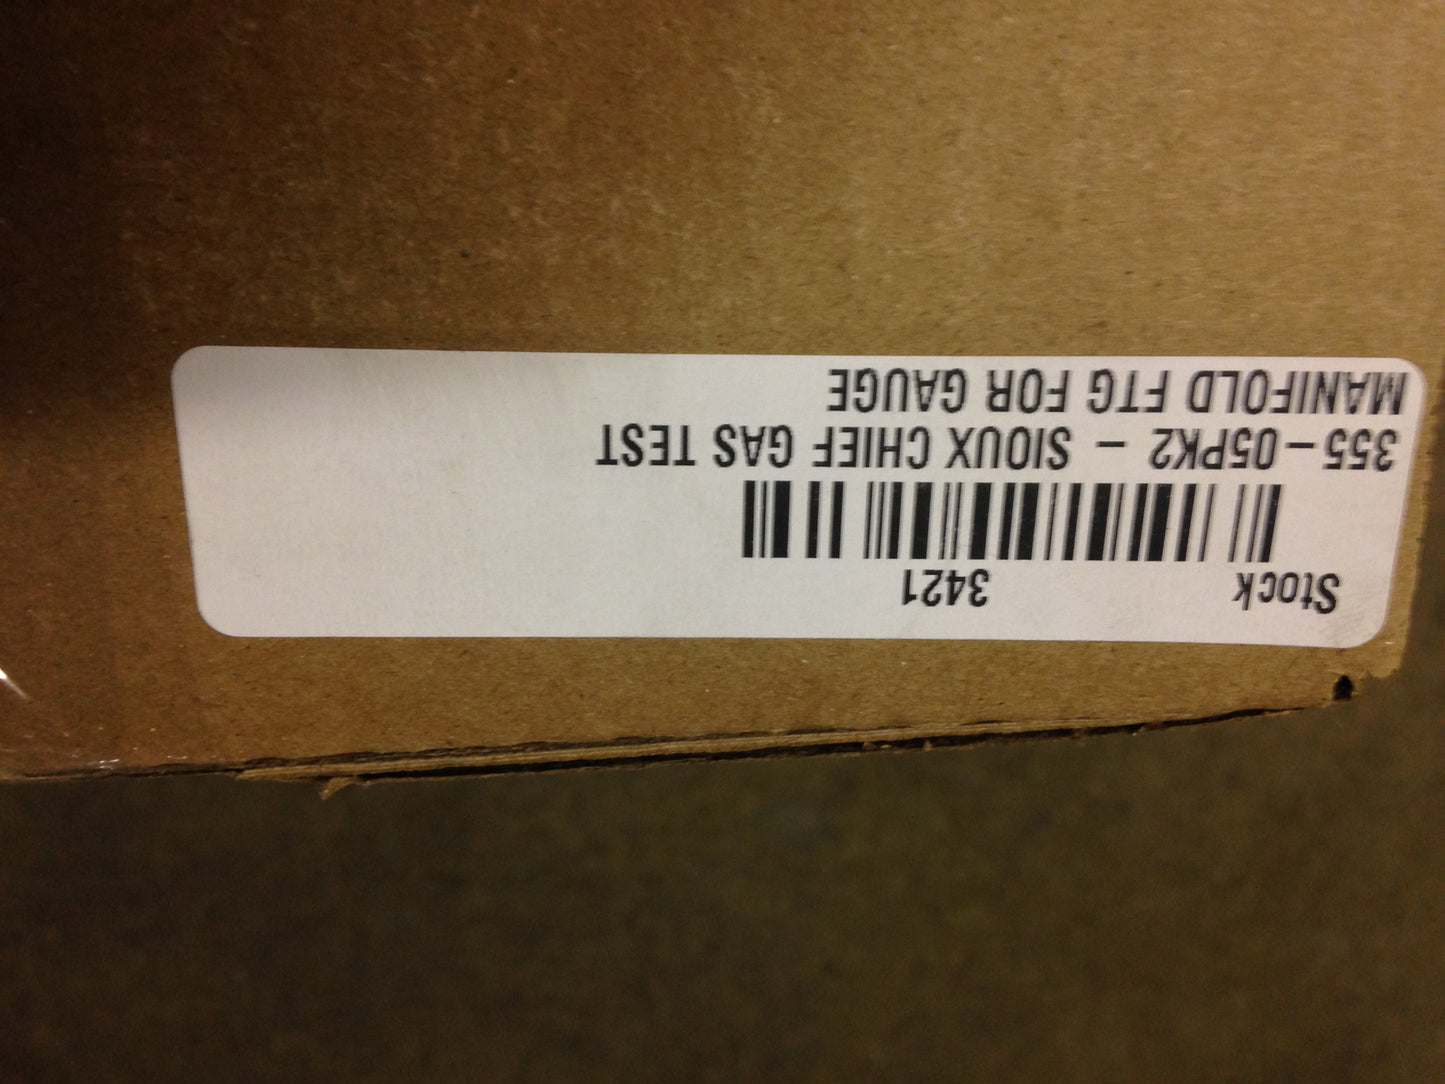 Stock 3421
355-05PK2 - SIOUX CHIEF GAS TEST
MANIFOLD FTG FOR GAUGE